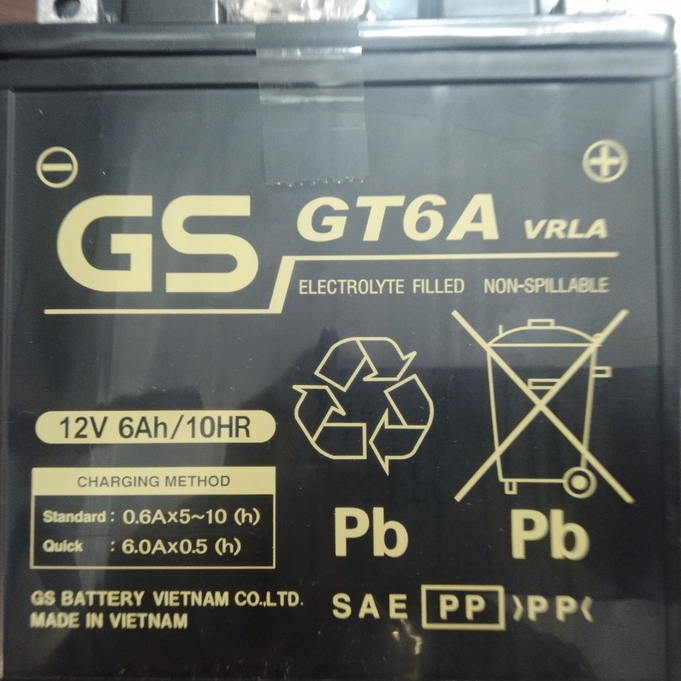 GS GT6A VRLA
ELECTROLYTE FILLED NON-SPILLABLE
12V 6Ah/10HR
CHARGING METHOD
Standard : 0.6Ax5~10 (h)
Quick : 6.0Ax0.5 (h)
Pb Pb
GS BATTERY VIETNAM CO.,LTD.
MADE IN VIETNAM
SAE PP >PP<